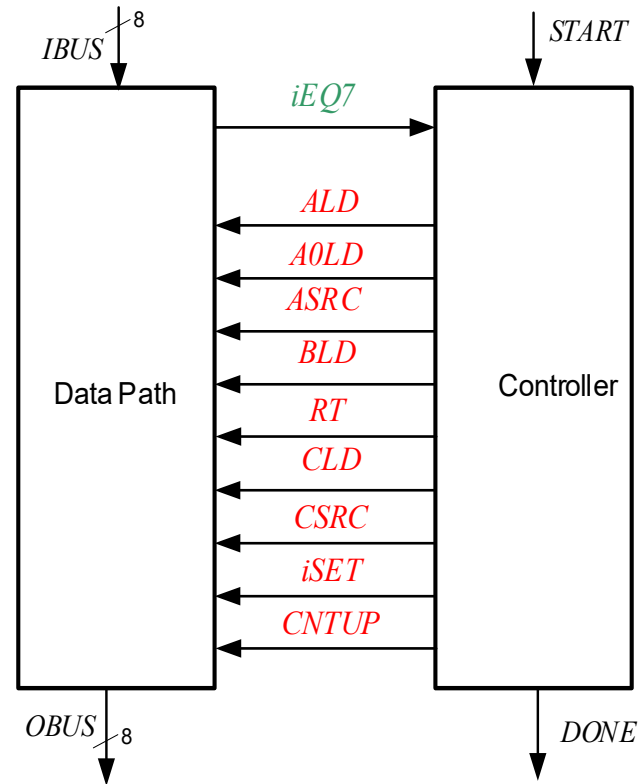 8
IBUS
START
iEQ7
ALD
A0LD
ASRC
BLD
Data Path
Controller
RT
CLD
CSRC
iSET
CNTUP
OBUS
8
DONE